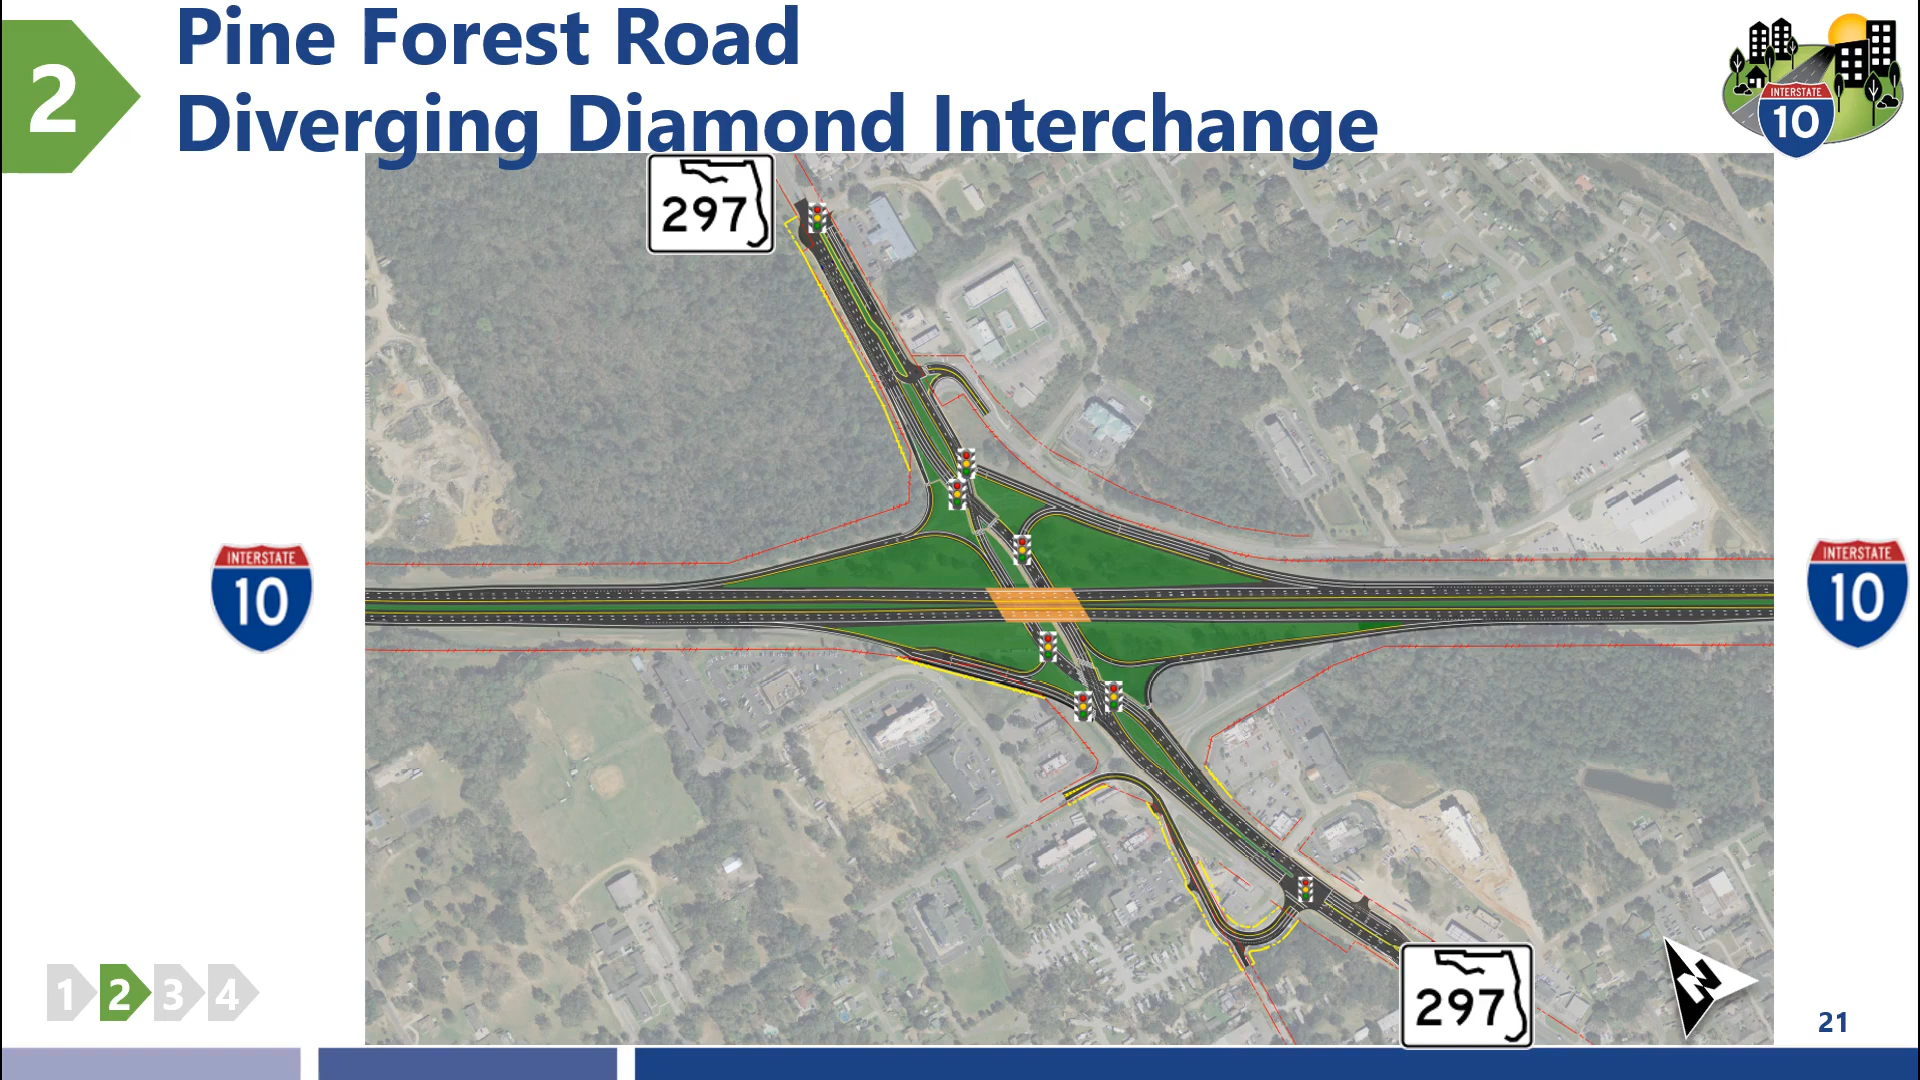 2
Pine Forest Road
Diverging Diamond Interchange
INTERSTATE
10
297
INTERSTATE
10
INTERSTATE
10
297
N
1 2 3 4
21